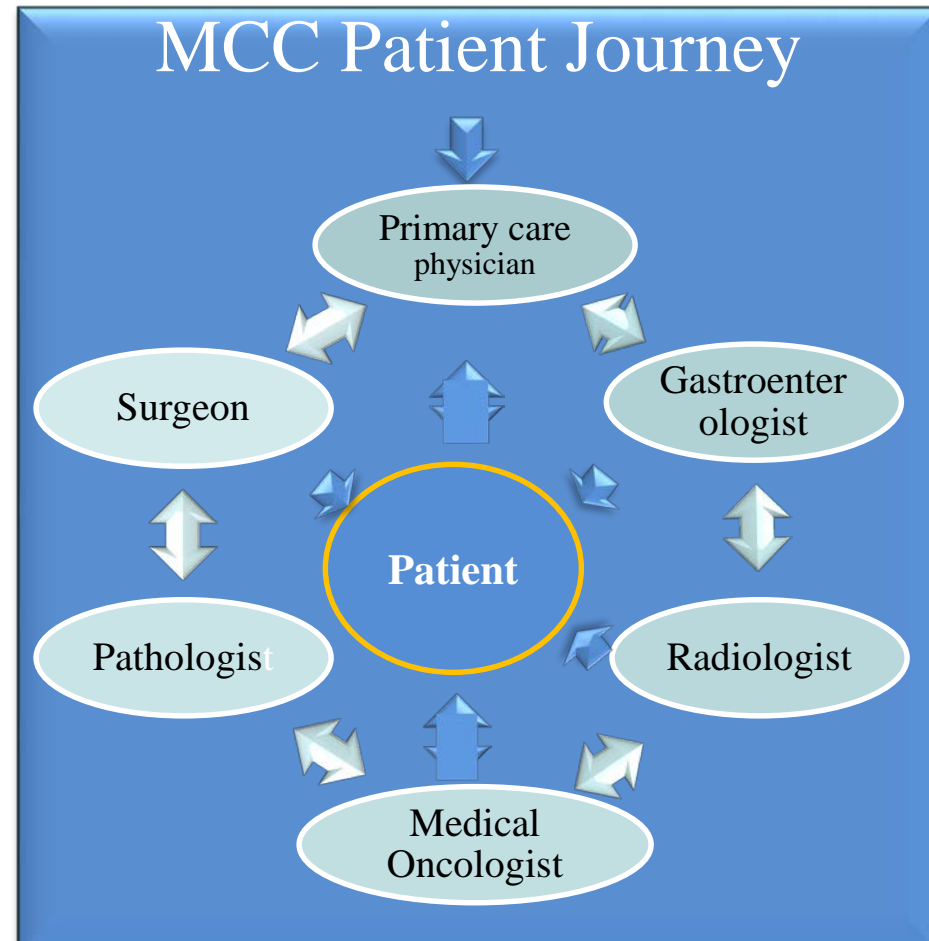 MCC Patient Journey
Primary care
physician
Surgeon
Gastroenter
ologist
Patient
Pathologist
Radiologist
Medical
Oncologist